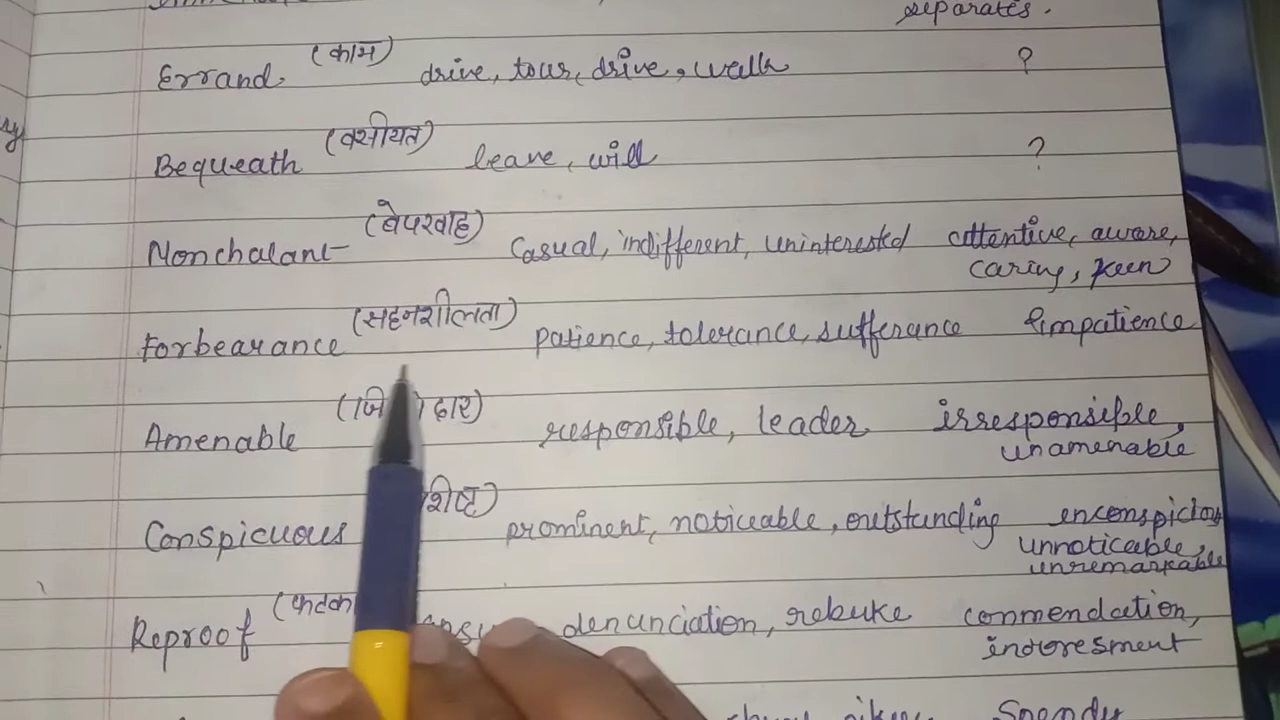 separates.
Errand (काम) drive, tour, drive, walk ?
Bequeath (वसीयत) leave, will ?
Nonchalant (बेपरवाह) Casual, indifferent, uninterested attentive, aware,
caring, keen
Forbearance (सहनशीलता) patience, tolerance, sufferance impatience
Amenable responsible, leader irresponsible,
unamenable
Conspicuous prominent, noticeable, outstanding
unnoticeable,
unremarkable
Reproof denunciation, rebuke commendation,
indoresment